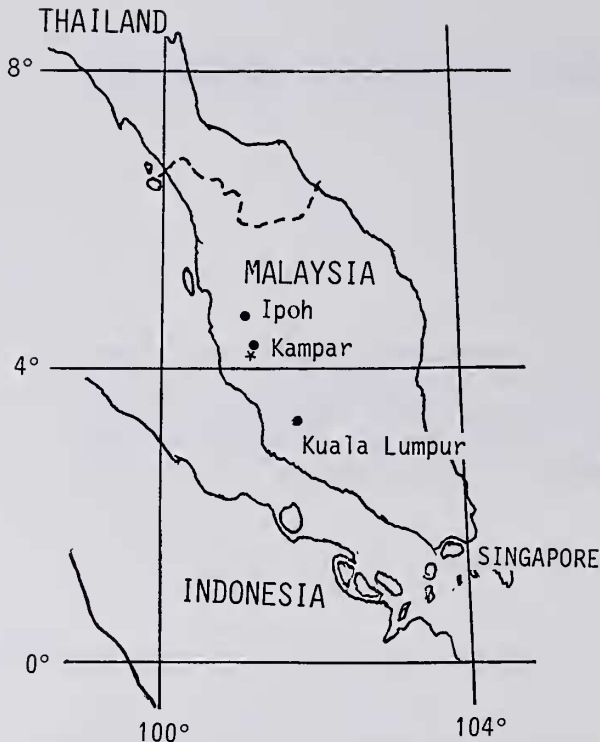 THAILAND
8°
MALAYSIA
Ipoh
Kampar
4°
Kuala Lumpur
SINGAPORE
INDONESIA
0°
100°
104°